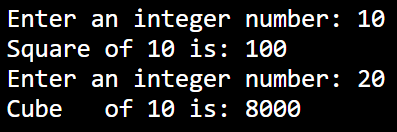 Enter an integer number: 10
Square of 10 is: 100
Enter an integer number: 20
Cube   of 10 is: 8000